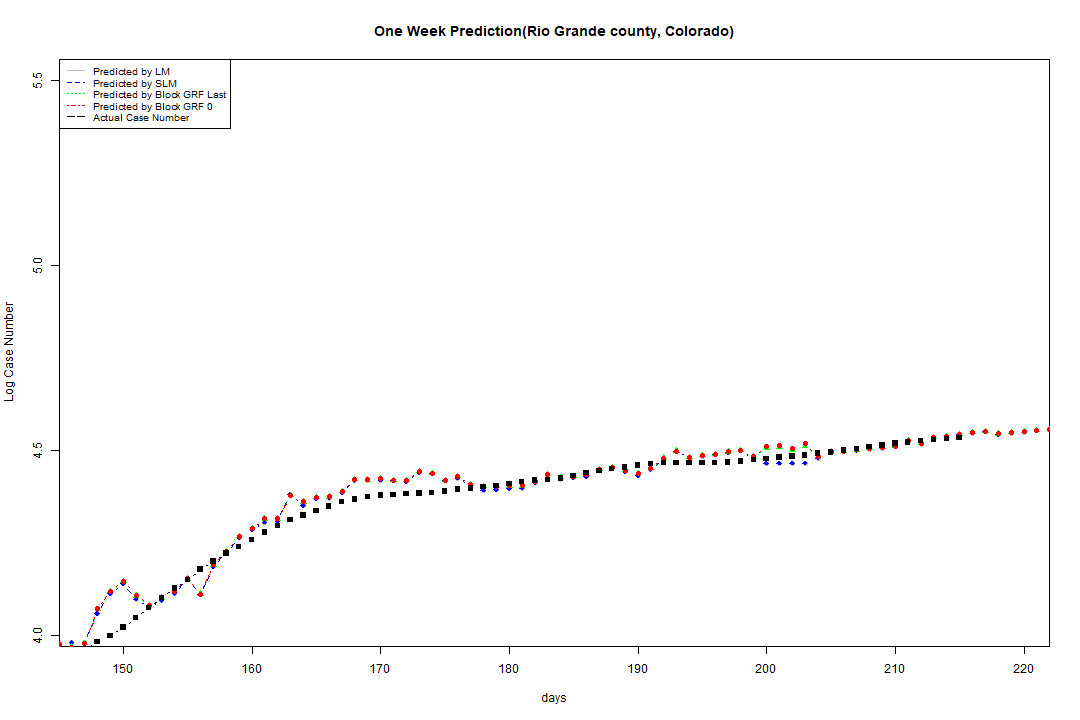 One Week Prediction(Rio Grande county, Colorado)
Predicted by LM
Predicted by SLM
Predicted by Block GRF Last
Predicted by Block GRF 0
Actual Case Number
5.5
5.0
4.5
4.0
Log Case Number
150 160 170 180 190 200 210 220
days